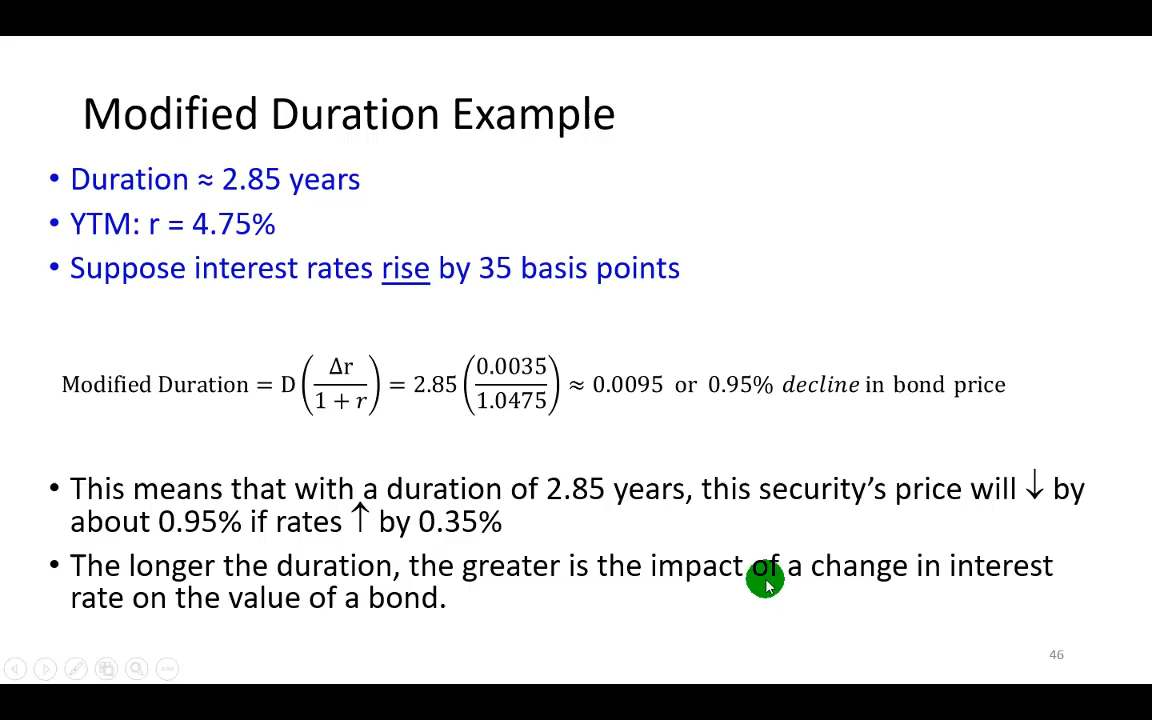 Modified Duration Example
• Duration ≈ 2.85 years
• YTM: r = 4.75%
• Suppose interest rates rise by 35 basis points
Modified Duration = D (Δr / 1 + r) = 2.85 (0.0035 / 1.0475) ≈ 0.0095 or 0.95% decline in bond price
• This means that with a duration of 2.85 years, this security’s price will ↓ by
about 0.95% if rates ↑ by 0.35%
• The longer the duration, the greater is the impact of a change in interest
rate on the value of a bond.
46